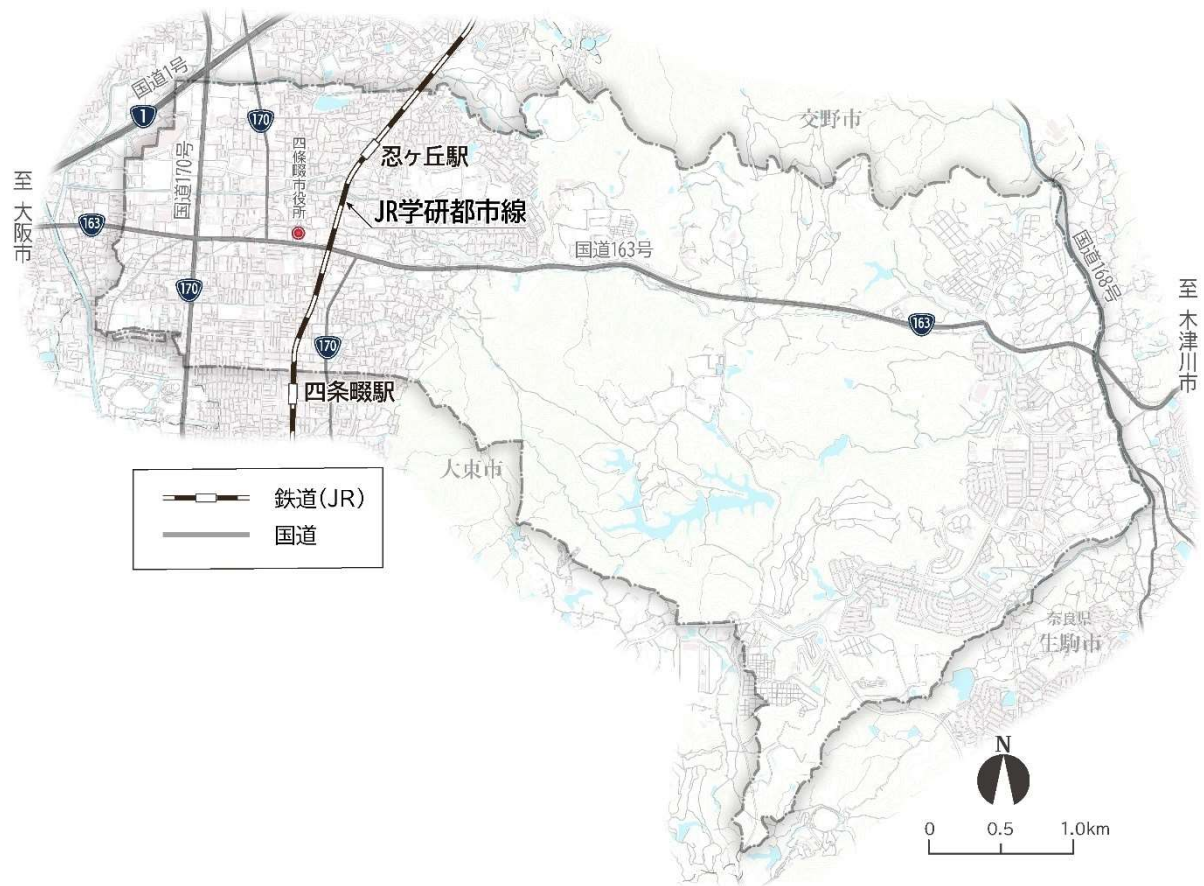 国道1号
1
170
国道170号
四條畷市役所
忍ヶ丘駅
JR学研都市線
至 大阪市
163
国道163号
170
170
四条畷駅
交野市
国道168号
163
至 木津川市
大東市
鉄道(JR)
国道
奈良県
生駒市
N
0 0.5 1.0km